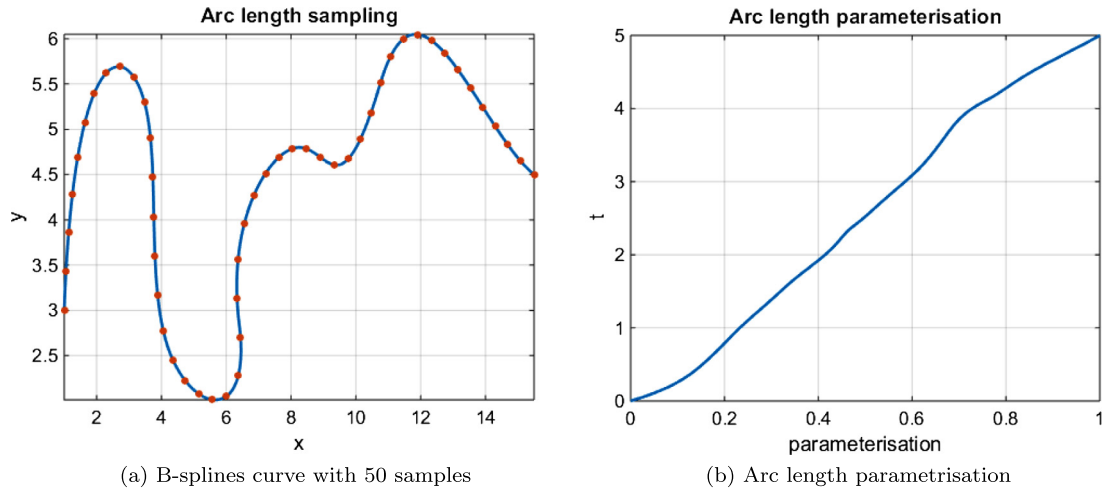 Arc length sampling
6
5.5
5
4.5
4
3.5
3
2.5
y
2 4 6 8 10 12 14
x
(a) B-splines curve with 50 samples
Arc length parameterisation
5
4
3
2
1
0
t
0 0.2 0.4 0.6 0.8 1
parameterisation
(b) Arc length parametrisation